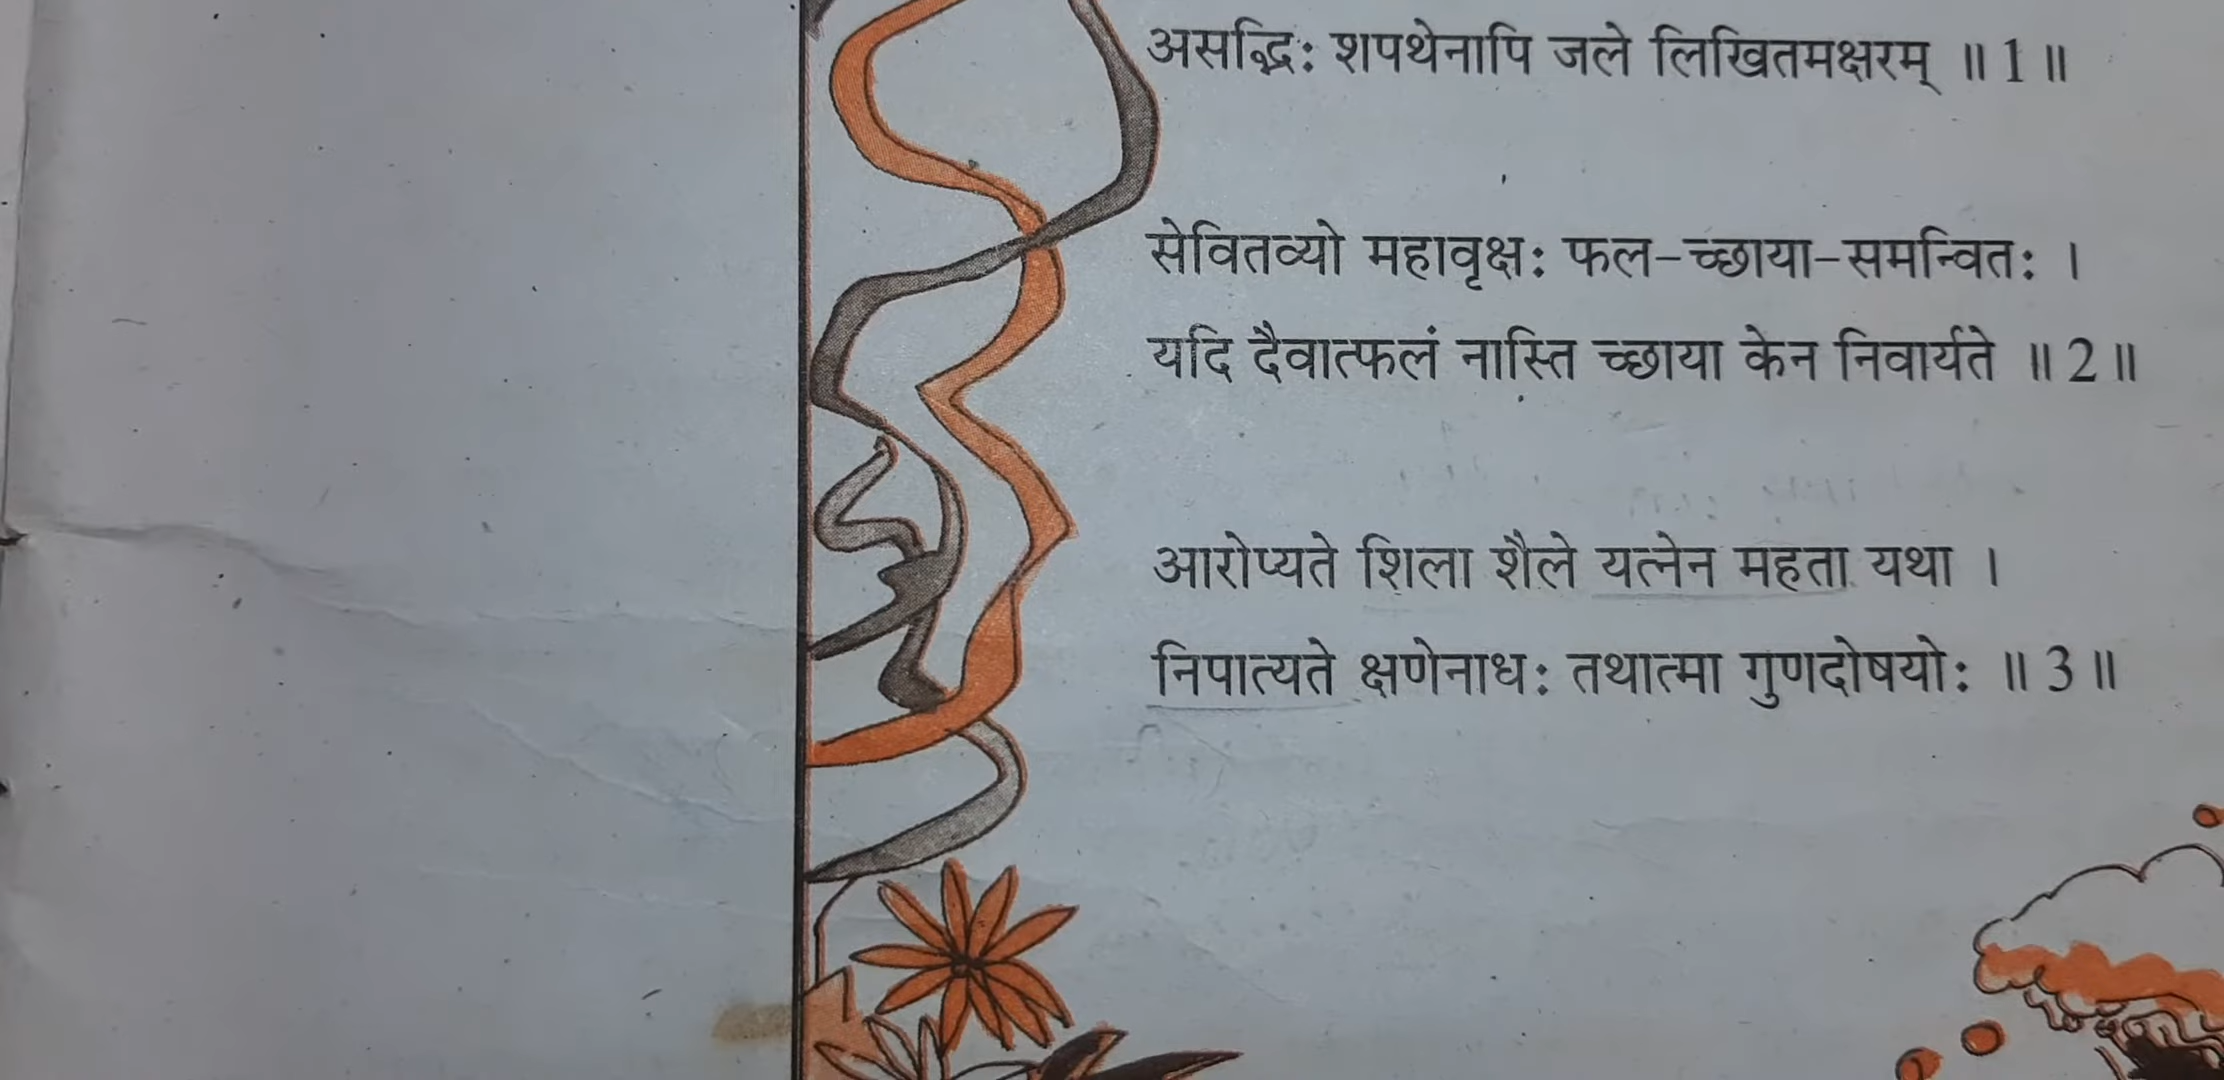 असद्भिः शपथेनापि जले लिखितमक्षरम् ॥ 1 ॥
सेवितव्यो महावृक्षः फल-च्छाया-समन्वितः ।
यदि दैवात्फलं नास्ति च्छाया केन निवार्यते ॥ 2 ॥
आरोप्यते शिला शैले यत्नेन महता यथा ।
निपात्यते क्षणेनाधः तथात्मा गुणदोषयोः ॥ 3 ॥